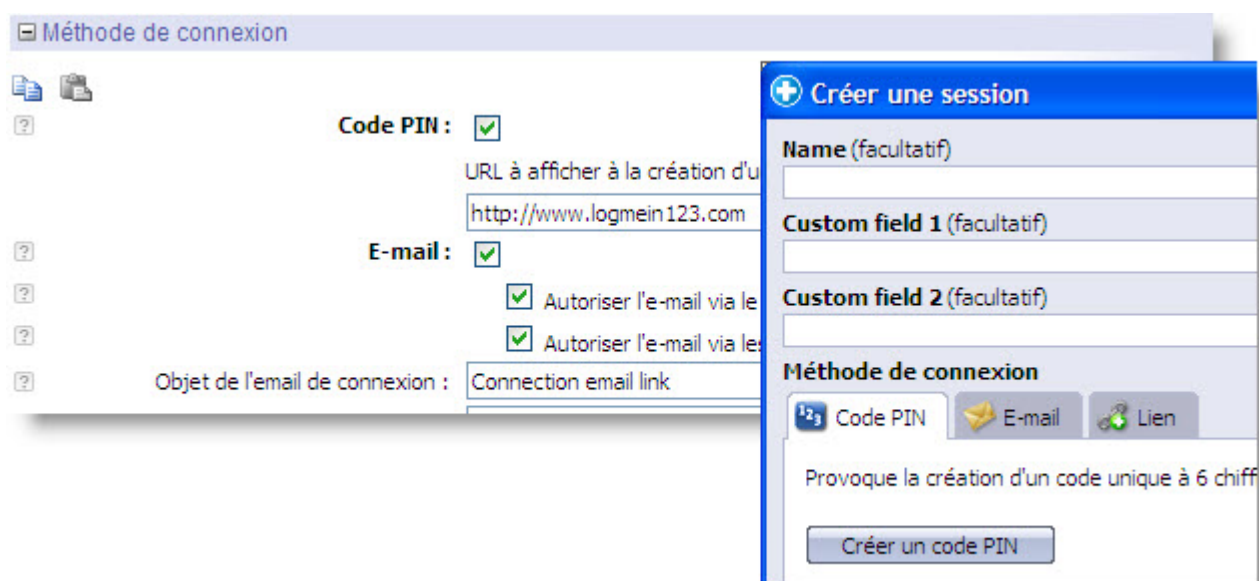 Méthode de connexion
Code PIN :
URL à afficher à la création d'u
http://www.logmein123.com
E-mail :
Autoriser l'e-mail via le
Autoriser l'e-mail via les
Objet de l'email de connexion :
Connection email link
Créer une session
Name (facultatif)
Custom field 1 (facultatif)
Custom field 2 (facultatif)
Méthode de connexion
123 Code PIN
E-mail
Lien
Provoque la création d'un code unique à 6 chiff
Créer un code PIN